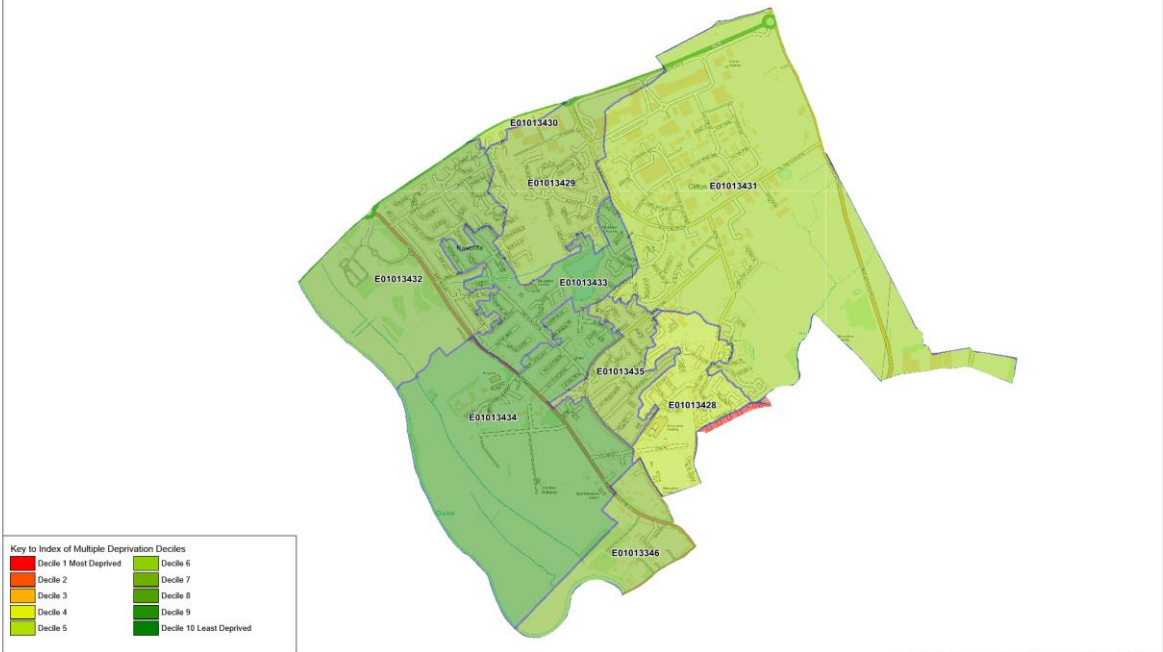 E01013430
E01013429
Clifton E01013431
Rawcliffe
E01013432
E01013433
E01013435
E01013428
E01013434
Ouse
E01013346
Key to Index of Multiple Deprivation Deciles
Decile 1 Most Deprived
Decile 2
Decile 3
Decile 4
Decile 5
Decile 6
Decile 7
Decile 8
Decile 9
Decile 10 Least Deprived